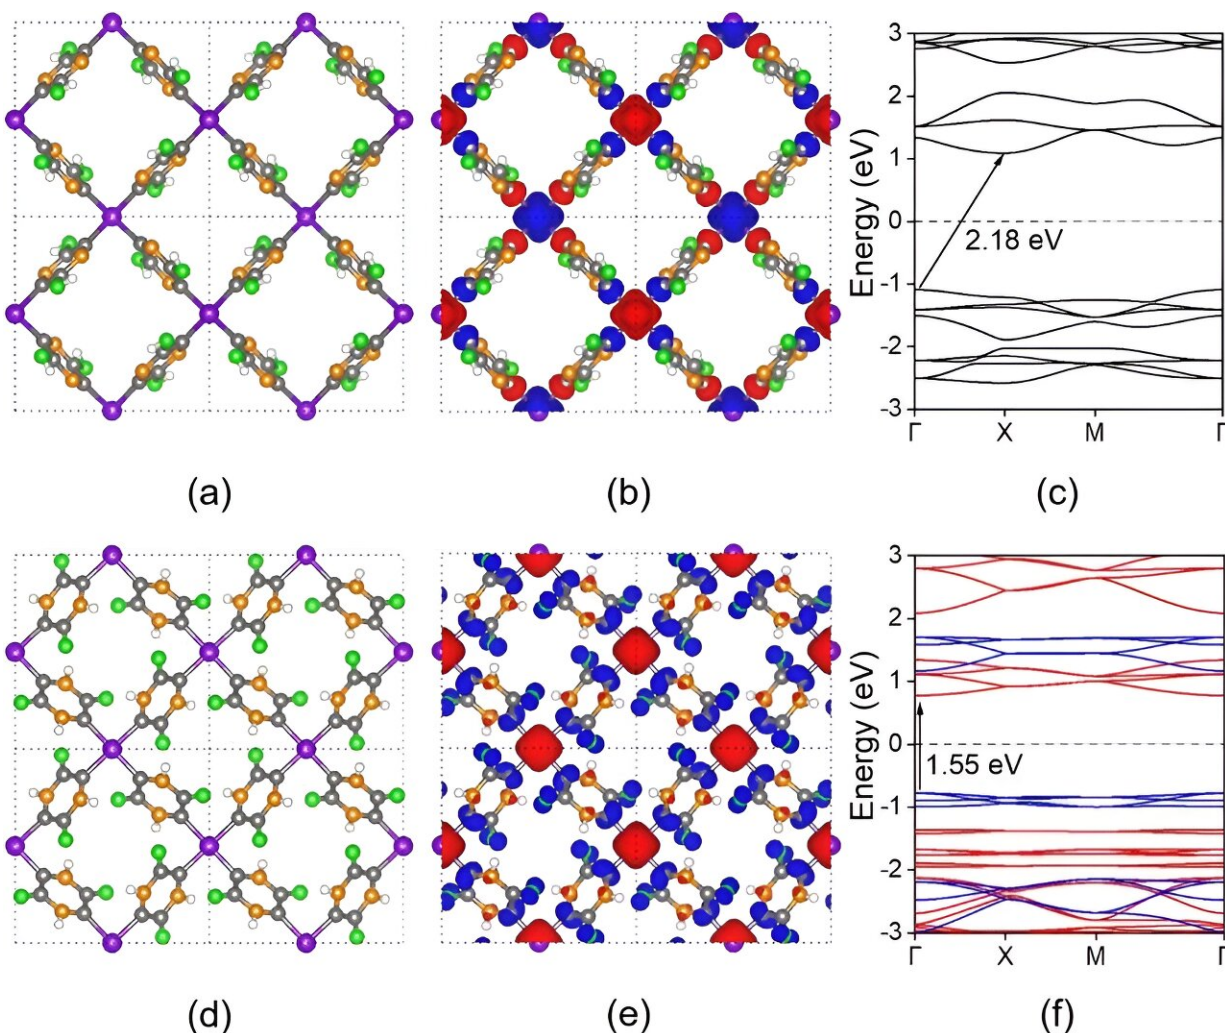 3
2
1
0
-1
-2
-3
Energy (eV)
2.18 eV
Γ X M Γ
(a) (b) (c)
3
2
1
0
-1
-2
-3
Energy (eV)
1.55 eV
Γ X M Γ
(d) (e) (f)